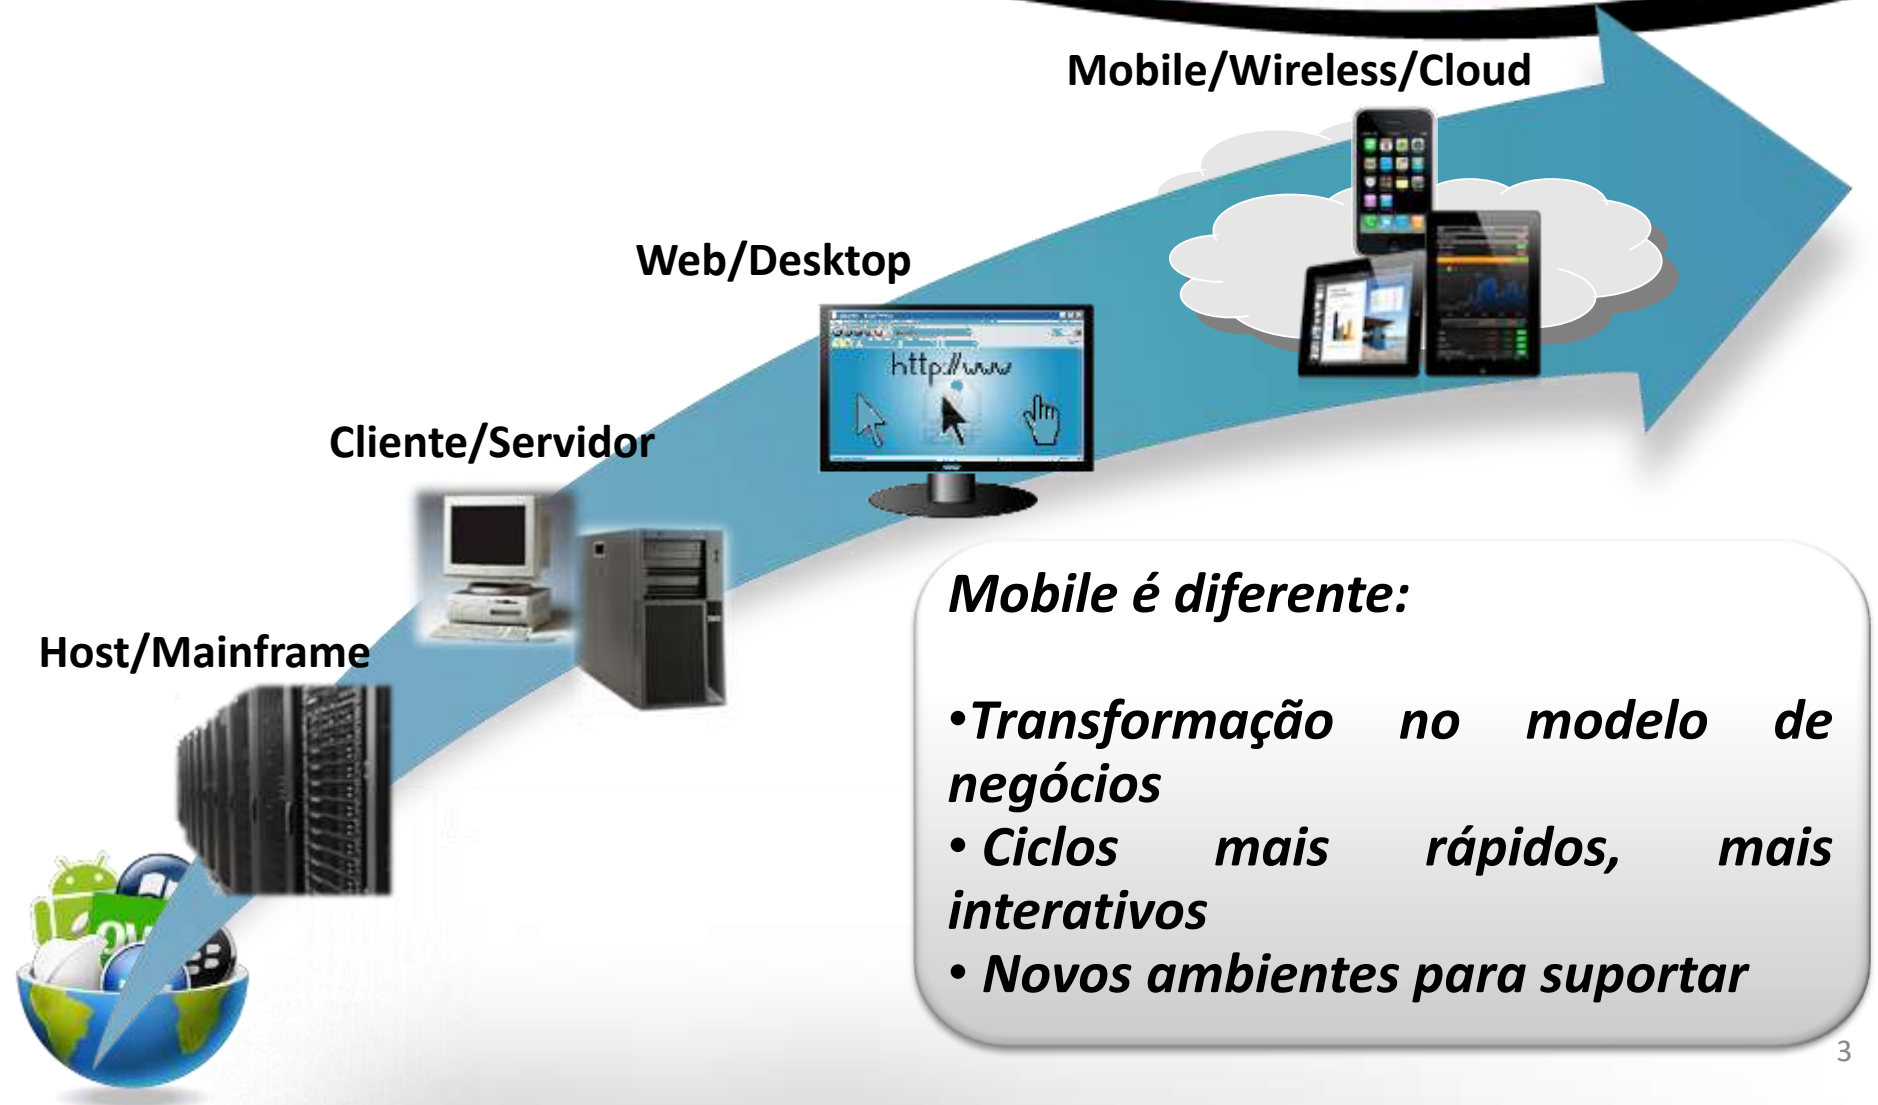 Mobile/Wireless/Cloud
Web/Desktop
http://www
Cliente/Servidor
Host/Mainframe
Mobile é diferente:
•Transformação no modelo de
negócios
• Ciclos mais rápidos, mais
interativos
• Novos ambientes para suportar
3